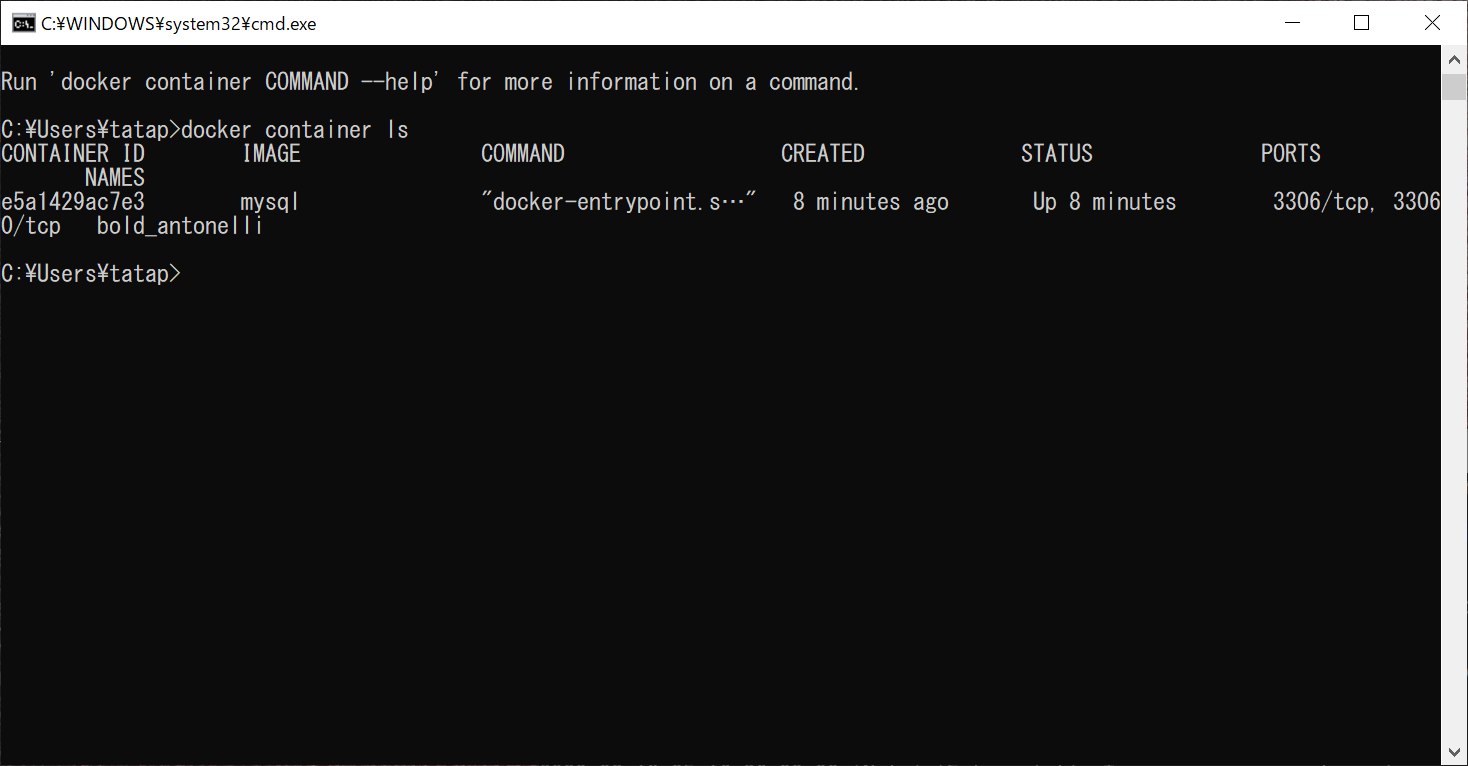 C:¥WINDOWS¥system32¥cmd.exe
Run 'docker container COMMAND --help' for more information on a command.
C:¥Users¥tatap>docker container ls
CONTAINER ID        IMAGE               COMMAND                  CREATED             STATUS              PORTS
       NAMES
e5a1429ac7e3        mysql               "docker-entrypoint.s…"   8 minutes ago       Up 8 minutes        3306/tcp, 3306
0/tcp   bold_antonelli
C:¥Users¥tatap>